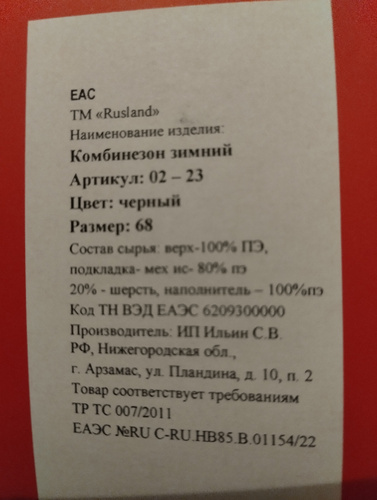 ЕАС
ТМ «Rusland»
Наименование изделия:
Комбинезон зимний
Артикул: 02 – 23
Цвет: черный
Размер: 68
Состав сырья: верх-100% ПЭ,
подкладка- мех ис- 80% пэ
20% - шерсть, наполнитель – 100%пэ
Код ТН ВЭД ЕАЭС 6209300000
Производитель: ИП Ильин С.В.
РФ, Нижегородская обл.,
г. Арзамас, ул. Пландина, д. 10, п. 2
Товар соответствует требованиям
ТР ТС 007/2011
ЕАЭС №RU C-RU.HB85.B.01154/22